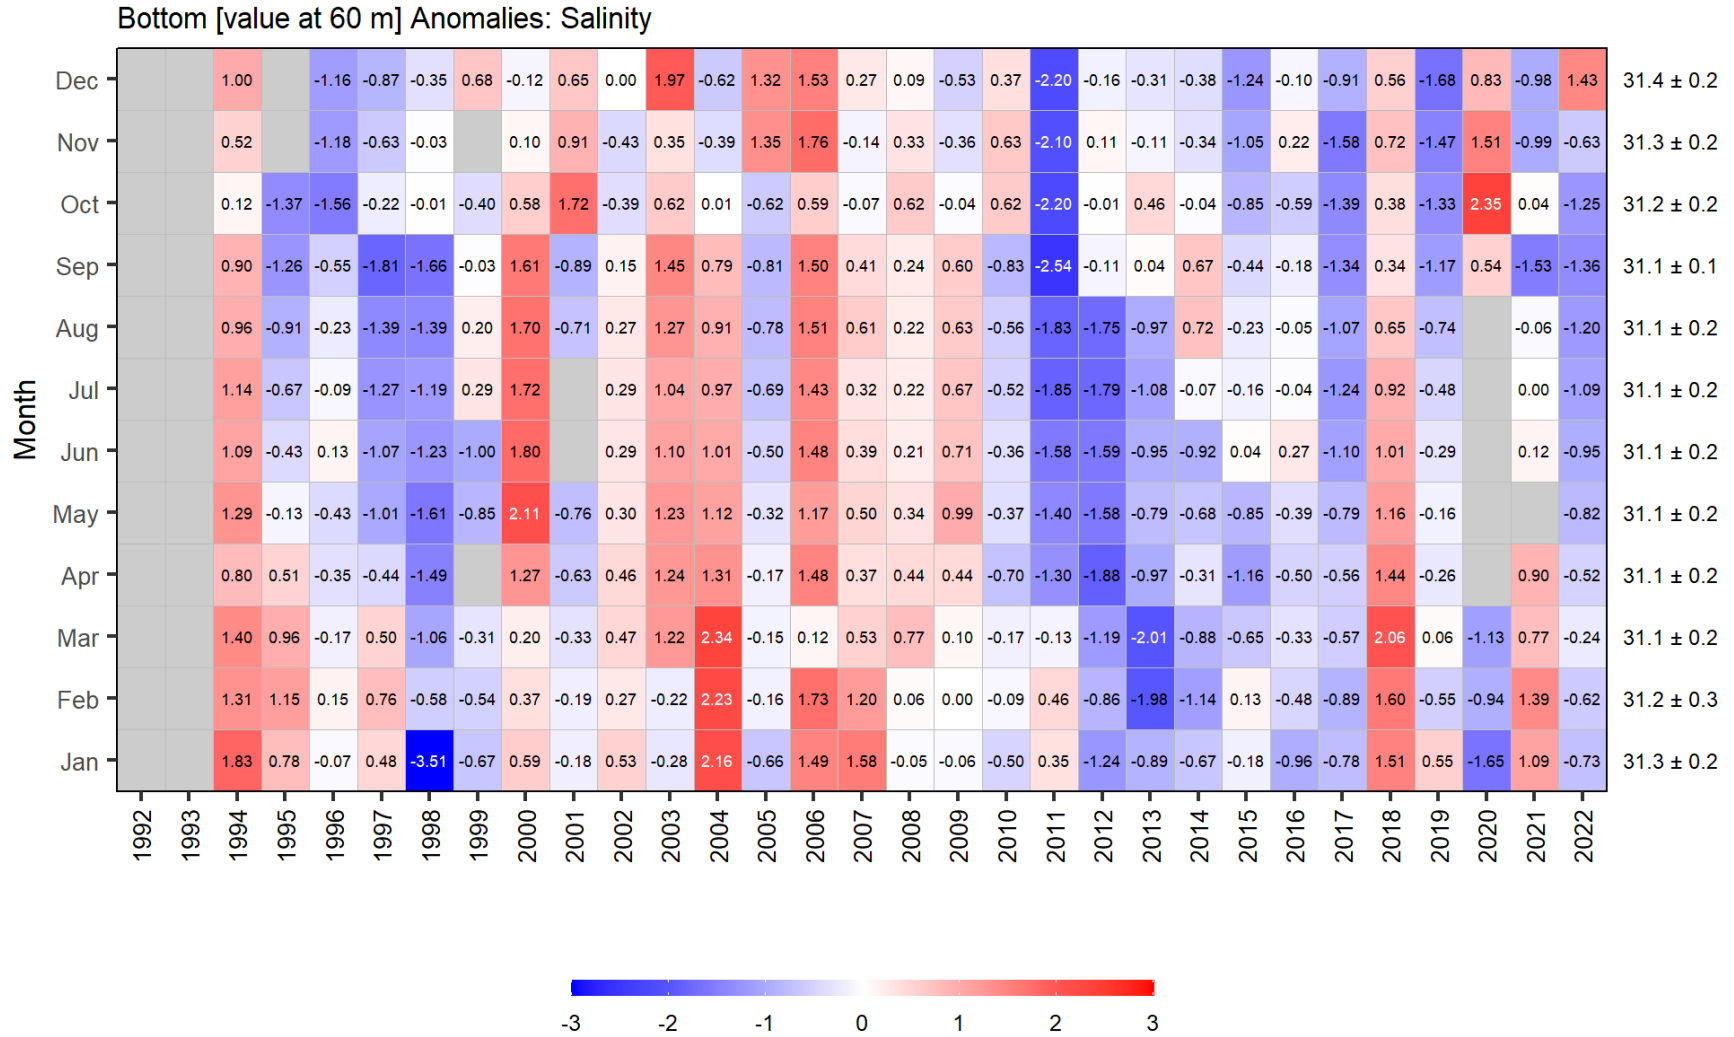 Bottom [value at 60 m] Anomalies: Salinity
Dec 1.00 -1.16 -0.87 -0.35 0.68 -0.12 0.65 0.00 1.97 -0.62 1.32 1.53 0.27 0.09 -0.53 0.37 -2.20 -0.16 -0.31 -0.38 -1.24 -0.10 -0.91 0.56 -1.68 0.83 -0.98 1.43 31.4 ± 0.2
Nov 0.52 -1.18 -0.63 -0.03 0.10 0.91 -0.43 0.35 -0.39 1.35 1.76 -0.14 0.33 -0.36 0.63 -2.10 0.11 -0.11 -0.34 -1.05 0.22 -1.58 0.72 -1.47 1.51 -0.99 -0.63 31.3 ± 0.2
Oct 0.12 -1.37 -1.56 -0.22 -0.01 -0.40 0.58 1.72 -0.39 0.62 0.01 -0.62 0.59 -0.07 0.62 -0.04 0.62 -2.20 -0.01 0.46 -0.04 -0.85 -0.59 -1.39 0.38 -1.33 2.35 0.04 -1.25 31.2 ± 0.2
Sep 0.90 -1.26 -0.55 -1.81 -1.66 -0.03 1.61 -0.89 0.15 1.45 0.79 -0.81 1.50 0.41 0.24 0.60 -0.83 -2.54 -0.11 0.04 0.67 -0.44 -0.18 -1.34 0.34 -1.17 0.54 -1.53 -1.36 31.1 ± 0.1
Aug 0.96 -0.91 -0.23 -1.39 -1.39 0.20 1.70 -0.71 0.27 1.27 0.91 -0.78 1.51 0.61 0.22 0.63 -0.56 -1.83 -1.75 -0.97 0.72 -0.23 -0.05 -1.07 0.65 -0.74 -0.06 -1.20 31.1 ± 0.2
Jul 1.14 -0.67 -0.09 -1.27 -1.19 0.29 1.72 0.29 1.04 0.97 -0.69 1.43 0.32 0.22 0.67 -0.52 -1.85 -1.79 -1.08 -0.07 -0.16 -0.04 -1.24 0.92 -0.48 0.00 -1.09 31.1 ± 0.2
Jun 1.09 -0.43 0.13 -1.07 -1.23 -1.00 1.80 0.29 1.10 1.01 -0.50 1.48 0.39 0.21 0.71 -0.36 -1.58 -1.59 -0.95 -0.92 0.04 0.27 -1.10 1.01 -0.29 0.12 -0.95 31.1 ± 0.2
May 1.29 -0.13 -0.43 -1.01 -1.61 -0.85 2.11 -0.76 0.30 1.23 1.12 -0.32 1.17 0.50 0.34 0.99 -0.37 -1.40 -1.58 -0.79 -0.68 -0.85 -0.39 -0.79 1.16 -0.16 -0.82 31.1 ± 0.2
Apr 0.80 0.51 -0.35 -0.44 -1.49 1.27 -0.63 0.46 1.24 1.31 -0.17 1.48 0.37 0.44 0.44 -0.70 -1.30 -1.88 -0.97 -0.31 -1.16 -0.50 -0.56 1.44 -0.26 0.90 -0.52 31.1 ± 0.2
Mar 1.40 0.96 -0.17 0.50 -1.06 -0.31 0.20 -0.33 0.47 1.22 2.34 -0.15 0.12 0.53 0.77 0.10 -0.17 -0.13 -1.19 -2.01 -0.88 -0.65 -0.33 -0.57 2.06 0.06 -1.13 0.77 -0.24 31.1 ± 0.2
Feb 1.31 1.15 0.15 0.76 -0.58 -0.54 0.37 -0.19 0.27 -0.22 2.23 -0.16 1.73 1.20 0.06 0.00 -0.09 0.46 -0.86 -1.98 -1.14 0.13 -0.48 -0.89 1.60 -0.55 -0.94 1.39 -0.62 31.2 ± 0.3
Jan 1.83 0.78 -0.07 0.48 -3.51 -0.67 0.59 -0.18 0.53 -0.28 2.16 -0.66 1.49 1.58 -0.05 -0.06 -0.50 0.35 -1.24 -0.89 -0.67 -0.18 -0.96 -0.78 1.51 0.55 -1.65 1.09 -0.73 31.3 ± 0.2
Month
1992 1993 1994 1995 1996 1997 1998 1999 2000 2001 2002 2003 2004 2005 2006 2007 2008 2009 2010 2011 2012 2013 2014 2015 2016 2017 2018 2019 2020 2021 2022
-3 -2 -1 0 1 2 3